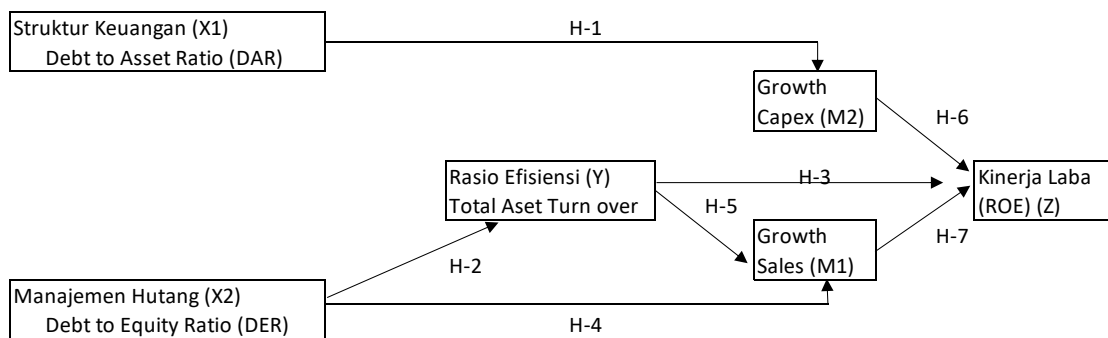 Struktur Keuangan (X1)
Debt to Asset Ratio (DAR)
H-1
Growth
Capex (M2)
H-6
Rasio Efisiensi (Y)
Total Aset Turn over
H-3
Kinerja Laba
(ROE) (Z)
H-5
Growth
Sales (M1)
H-7
H-2
Manajemen Hutang (X2)
Debt to Equity Ratio (DER)
H-4